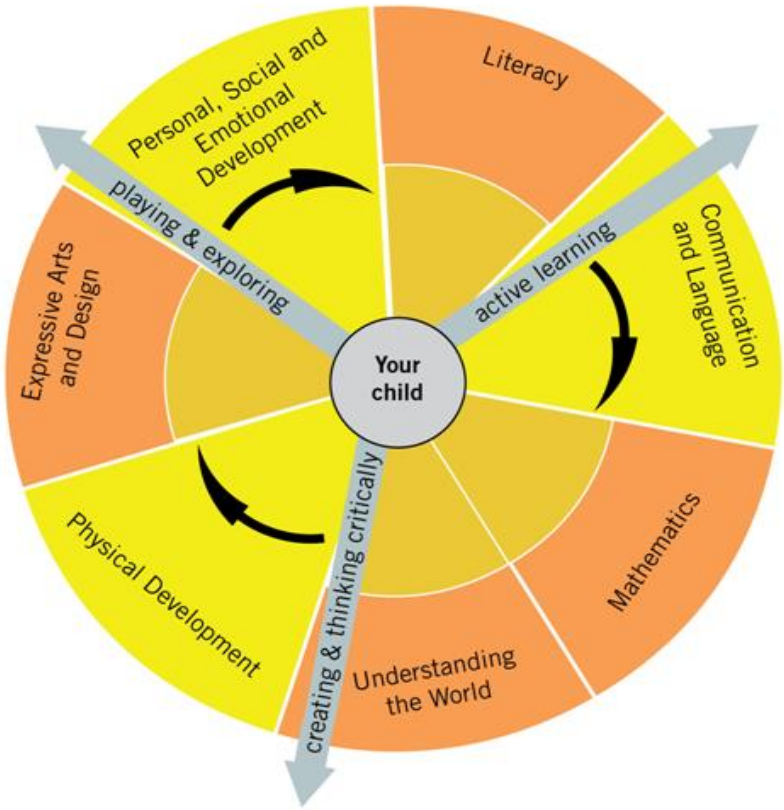 Personal, Social and
Emotional
Development
Literacy
playing & exploring
active learning
Communication
and Language
Expressive Arts
and Design
Your
child
creating & thinking critically
Mathematics
Physical Development
Understanding
the World